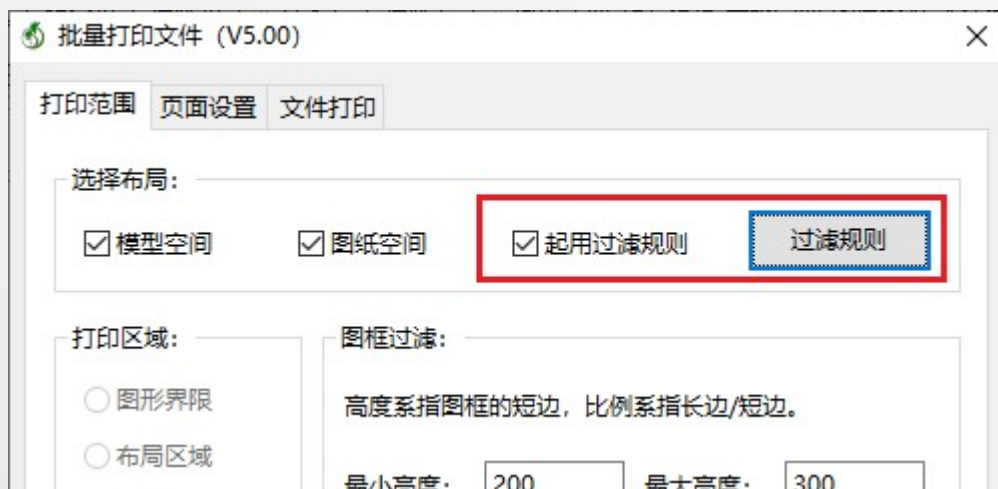 批量打印文件（V5.00）
打印范围 页面设置 文件打印
选择布局：
模型空间 图纸空间 起用过滤规则 过滤规则
打印区域： 图框过滤：
图形界限
高度系指图框的短边，比例系指长边/短边。
布局区域
最小高度： 200 最大高度： 300